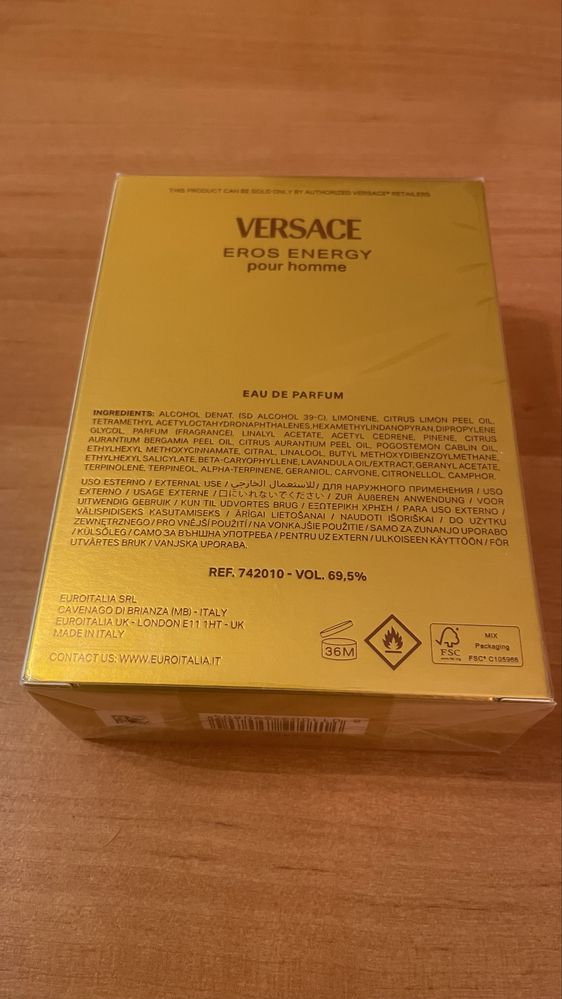 THIS PRODUCT CAN BE SOLD ONLY BY AUTHORIZED VERSACE® RETAILERS
VERSACE
EROS ENERGY
pour homme
EAU DE PARFUM
INGREDIENTS: ALCOHOL DENAT. (SD ALCOHOL 39-C), LIMONENE, CITRUS LIMON PEEL OIL,
TETRAMETHYL ACETYLOCTAHYDRONAPHTHALENES, HEXAMETHYLINDANOPYRAN, DIPROPYLENE
GLYCOL, PARFUM (FRAGRANCE), LINALYL ACETATE, ACETYL CEDRENE, PINENE, CITRUS
AURANTIUM BERGAMIA PEEL OIL, CITRUS AURANTIUM PEEL OIL, POGOSTEMON CABLIN OIL,
ETHYLHEXYL METHOXYCINNAMATE, CITRAL, LINALOOL, BUTYL METHOXYDIBENZOYLMETHANE,
ETHYLHEXYL SALICYLATE, BETA-CARYOPHYLLENE, LAVANDULA OIL/EXTRACT, GERANYL ACETATE,
TERPINOLENE, TERPINEOL, ALPHA-TERPINENE, GERANIOL, CARVONE, CITRONELLOL, CAMPHOR.
USO ESTERNO / EXTERNAL USE / للاستعمال الخارجي / ДЛЯ НАРУЖНОГО ПРИМЕНЕНИЯ / USO
EXTERNO / USAGE EXTERNE / 口にいれないでください / ZUR ÄUßEREN ANWENDUNG / VOOR
UITWENDIG GEBRUIK / KUN TIL UDVORTES BRUG / ΕΞΩΤΕΡΙΚΗ ΧΡΗΣΗ / PARA USO EXTERNO /
VÄLISPIDISEKS KASUTAMISEKS / ĀRĪGAI LIETOŠANAI / NAUDOTI IŠORIŠKAI / DO UŻYTKU
ZEWNĘTRZNEGO / PRO VNĚJŠÍ POUŽITÍ / NA VONKAJŠIE POUŽITIE / SAMO ZA ZUNANJO UPORABO
/ KÜLSŐLEG / САМО ЗА ВЪНШНА УПОТРЕБА / PENTRU UZ EXTERN / ULKOISEEN KÄYTTÖÖN / FÖR
UTVÄRTES BRUK / VANJSKA UPORABA.
REF. 742010 - VOL. 69,5%
EUROITALIA SRL
CAVENAGO DI BRIANZA (MB) - ITALY
EUROITALIA UK - LONDON E11 1HT - UK
MADE IN ITALY
CONTACT US: WWW.EUROITALIA.IT
36M
FSC
www.fsc.org
MIX
Packaging
FSC® C105966